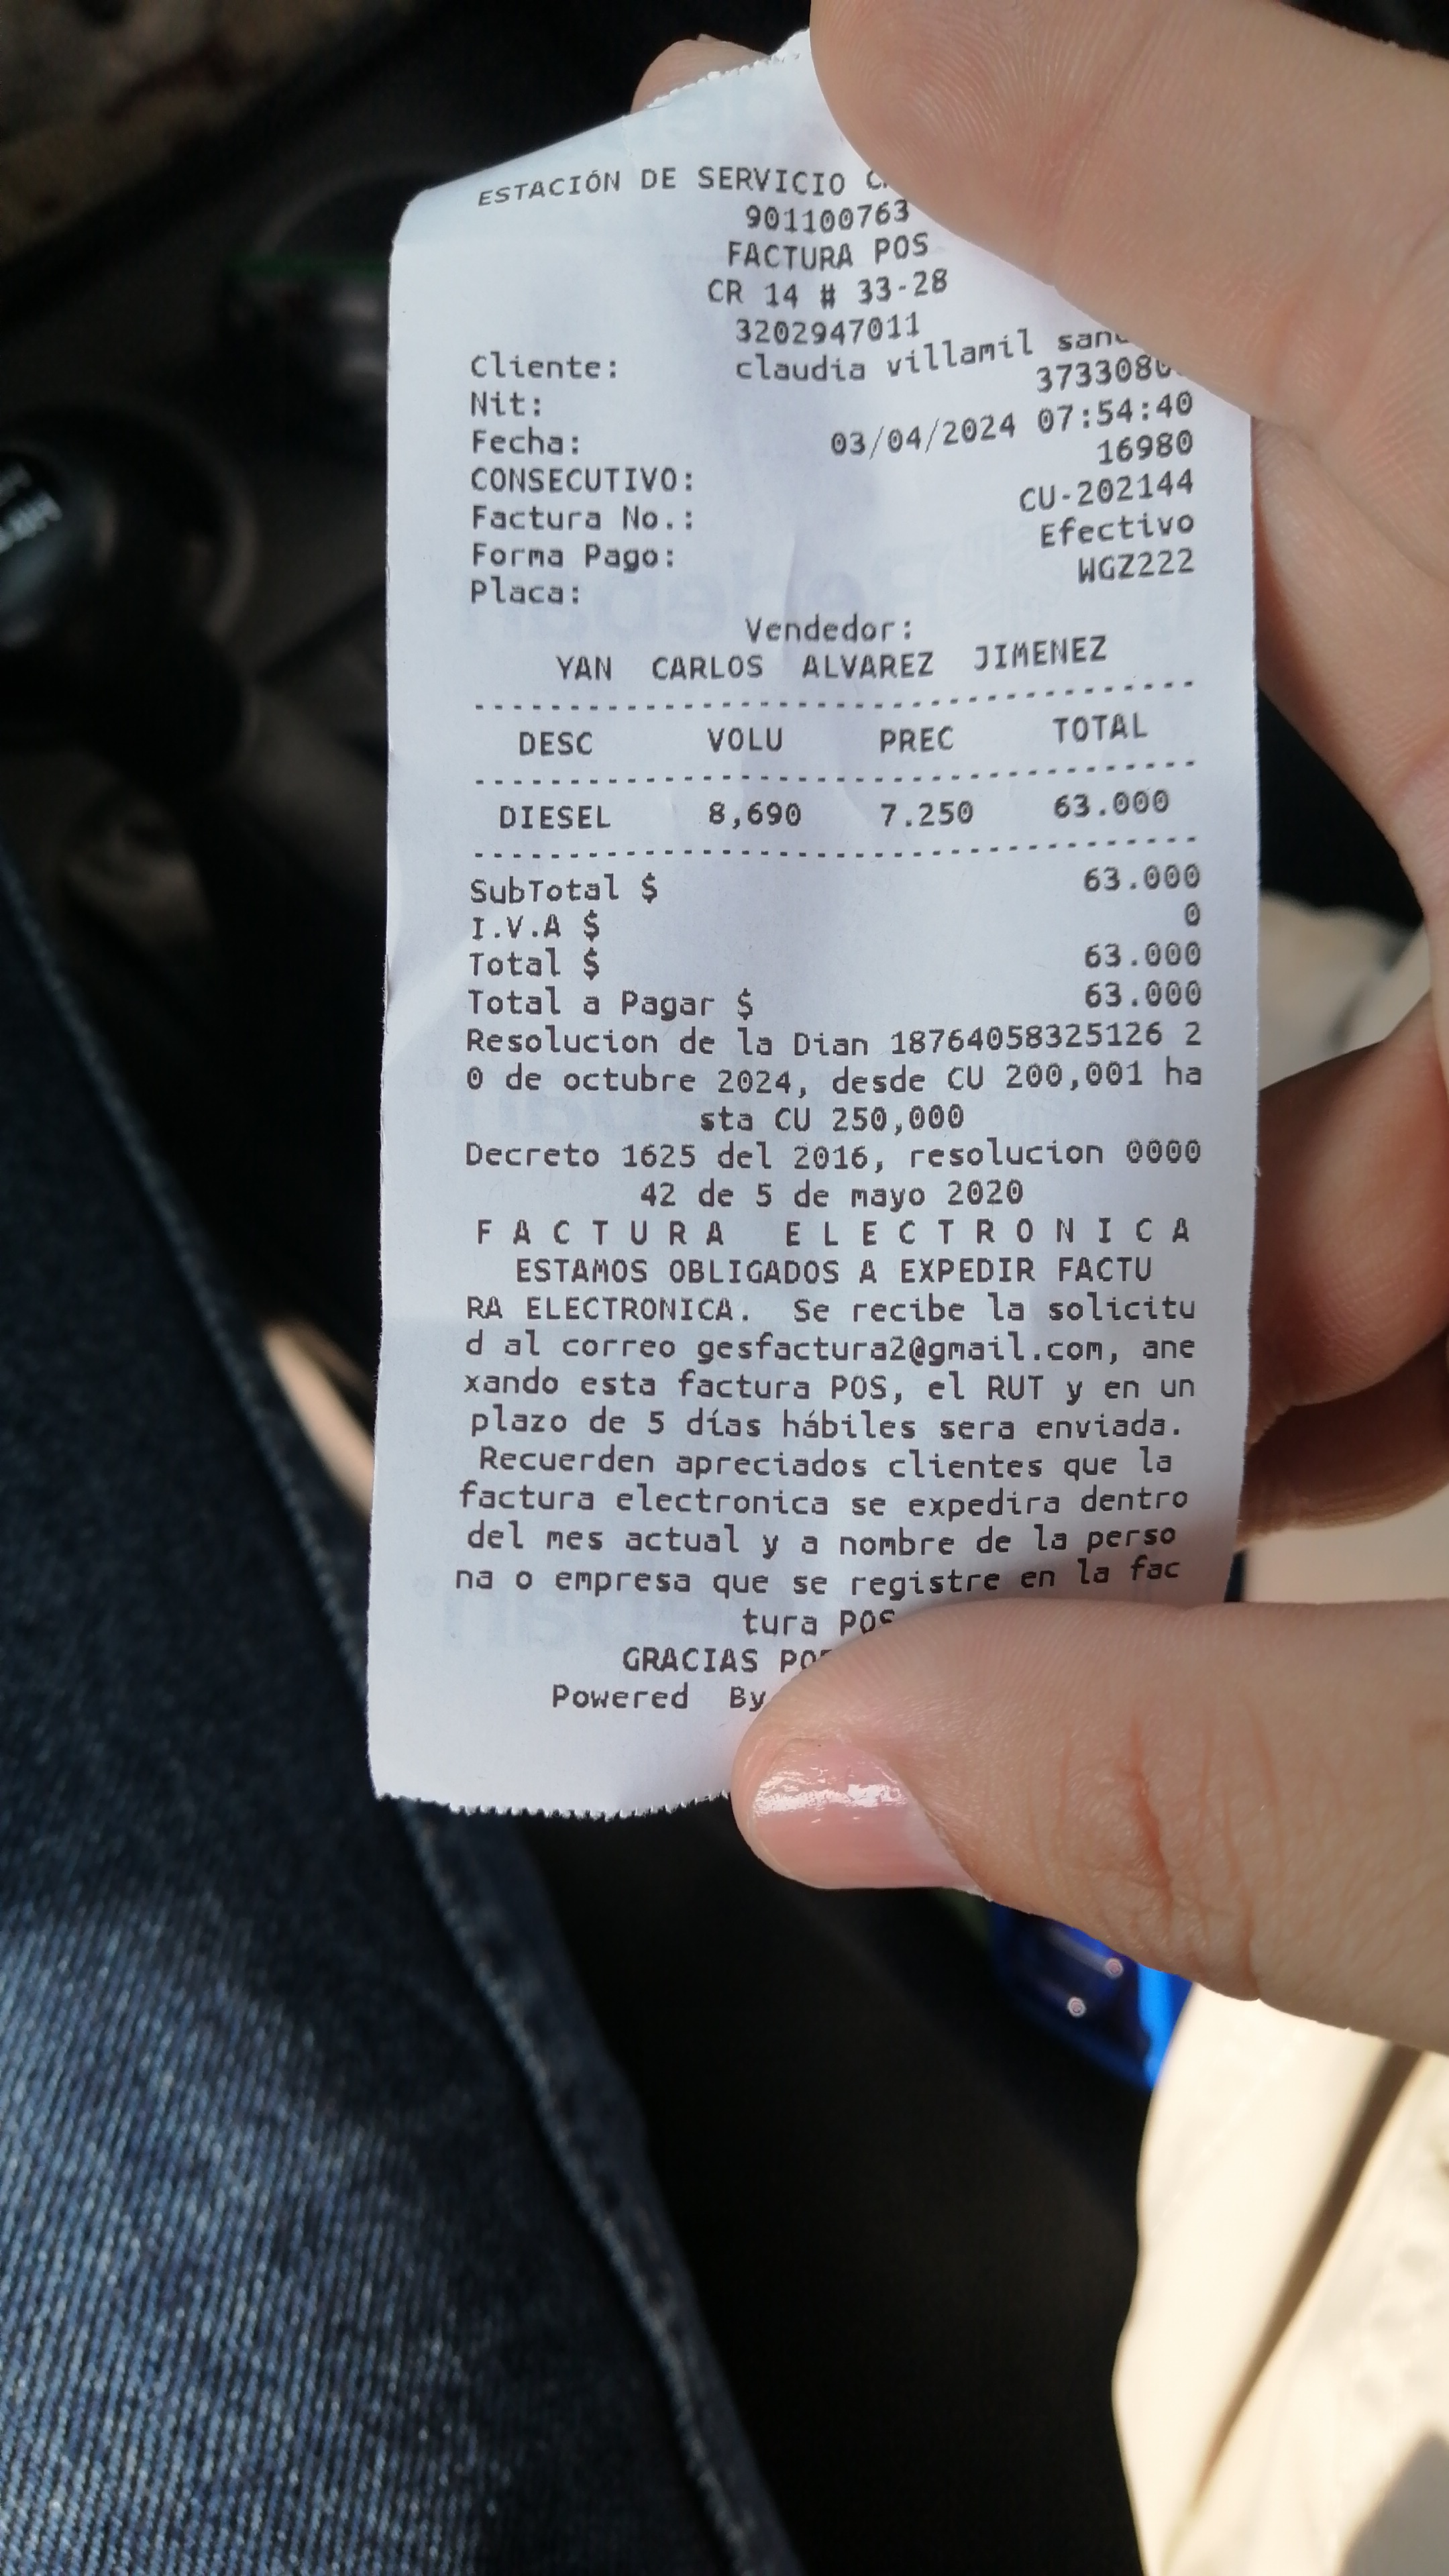 ESTACIÓN DE SERVICIO
901100763
FACTURA POS
CR 14 # 33-28
3202947011
Cliente: claudia villamil
Nit:
Fecha: 03/04/2024 07:54:40
CONSECUTIVO: 16980
Factura No.: CU-202144
Forma Pago: Efectivo
Placa: WGZ222
Vendedor:
YAN CARLOS ALVAREZ JIMENEZ
DESC VOLU PREC TOTAL
DIESEL 8,690 7.250 63.000
SubTotal $ 63.000
I.V.A $ 0
Total $ 63.000
Total a Pagar $ 63.000
Resolucion de la Dian 18764058325126 2
0 de octubre 2024, desde CU 200,001 ha
sta CU 250,000
Decreto 1625 del 2016, resolucion 0000
42 de 5 de mayo 2020
F A C T U R A E L E C T R O N I C A
ESTAMOS OBLIGADOS A EXPEDIR FACTU
RA ELECTRONICA. Se recibe la solicitu
d al correo gesfactura2@gmail.com, ane
xando esta factura POS, el RUT y en un
plazo de 5 días hábiles sera enviada.
Recuerden apreciados clientes que la
factura electronica se expedira dentro
del mes actual y a nombre de la perso
na o empresa que se registre en la fac
tura POS
GRACIAS
Powered By